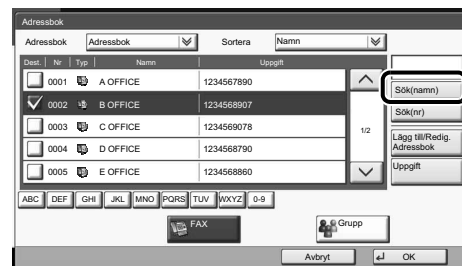 Adressbok
Adressbok Adressbok Sortera Namn
Dest. Nr Typ Namn Uppgift
0001 A OFFICE 1234567890
0002 B OFFICE 1234568907
0003 C OFFICE 1234569078
0004 D OFFICE 1234568790
0005 E OFFICE 1234568860
1/2
Sök(namn)
Sök(nr)
Lägg till/Redig.
Adressbok
Uppgift
ABC DEF GHI JKL MNO PQRS TUV WXYZ 0-9
FAX Grupp
Avbryt OK